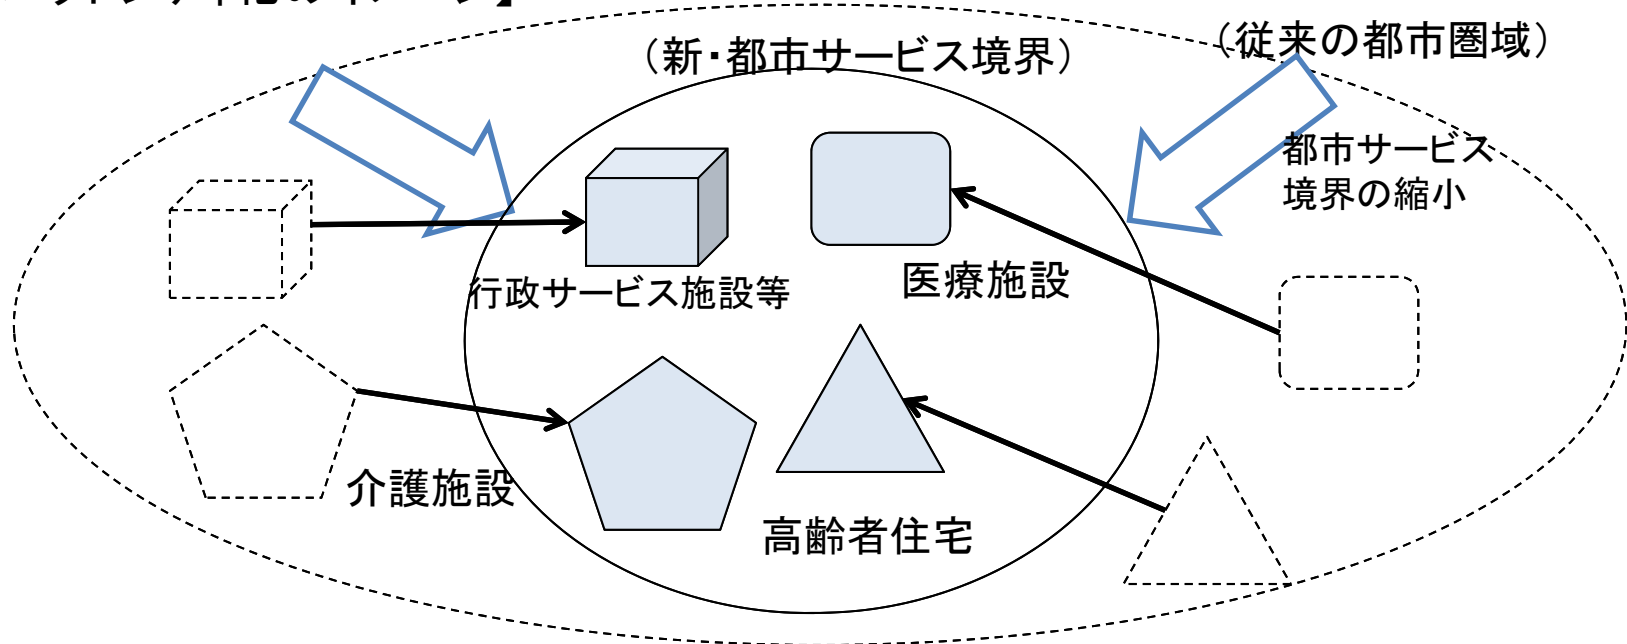 （新・都市サービス境界）
（従来の都市圏域）
都市サービス
境界の縮小
行政サービス施設等
医療施設
介護施設
高齢者住宅